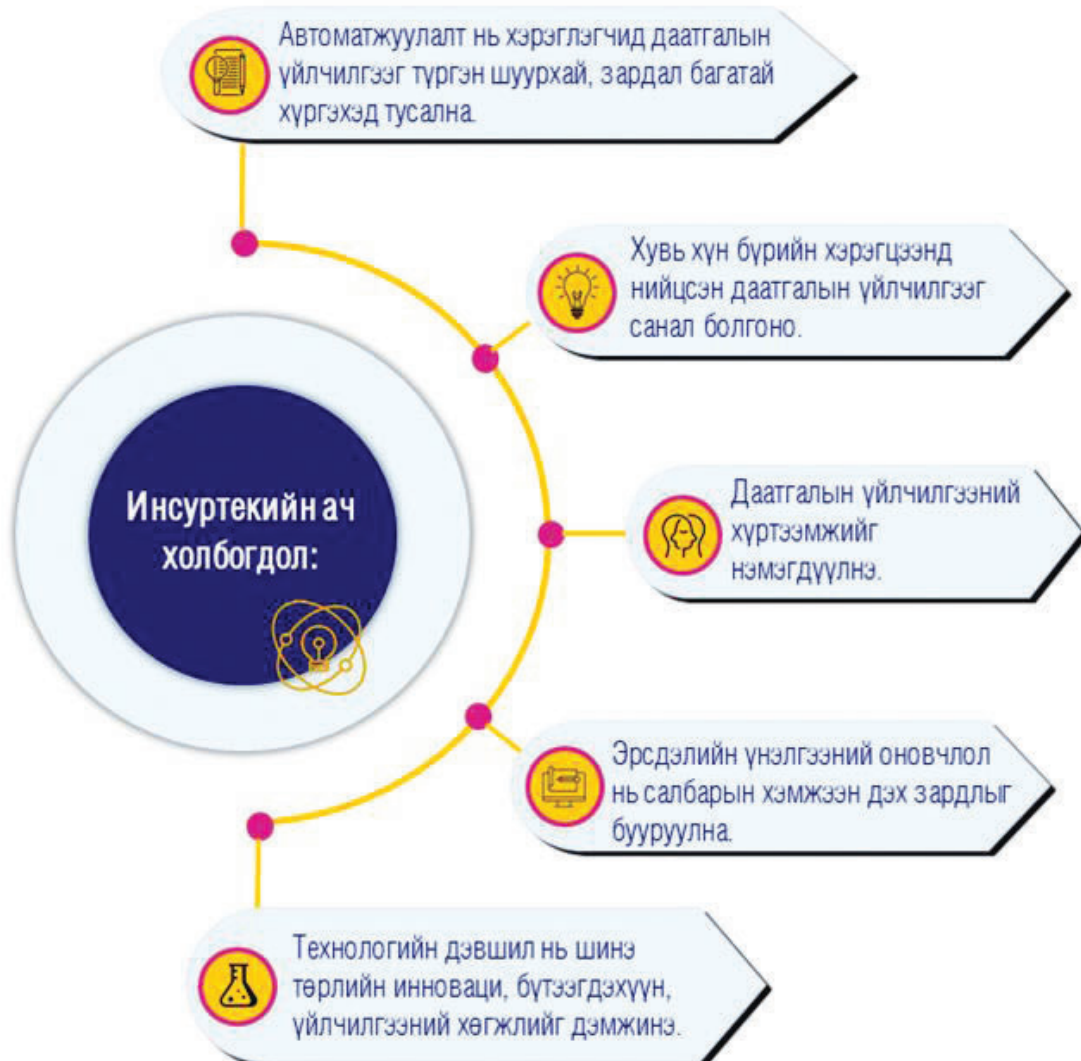 Автоматжуулалт нь хэрэглэгчид даатгалын
үйлчилгээг түргэн шуурхай, зардал багатай
хүргэхэд тусална.
Хувь хүн бүрийн хэрэгцээнд
нийцсэн даатгалын үйлчилгээг
санал болгоно.
Инсуртекийн ач
холбогдол:
Даатгалын үйлчилгээний
хүртээмжийг
нэмэгдүүлнэ.
Эрсдэлийн үнэлгээний оновчлол
нь салбарын хэмжээн дэх зардлыг
бууруулна.
Технологийн дэвшил нь шинэ
төрлийн инноваци, бүтээгдэхүүн,
үйлчилгээний хөгжлийг дэмжинэ.